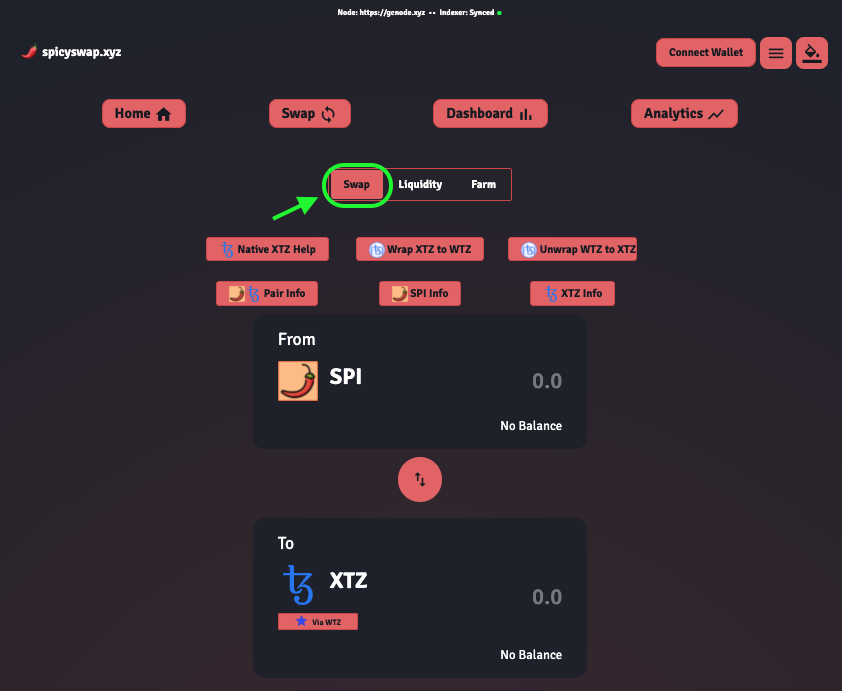 Node: https://gcnode.xyz -- Indexer: Synced
spicyswap.xyz
Connect Wallet
Home
Swap
Dashboard
Analytics
Swap Liquidity Farm
Native XTZ Help
Wrap XTZ to WTZ
Unwrap WTZ to XTZ
Pair Info
SPI Info
XTZ Info
From
SPI
0.0
No Balance
To
XTZ
0.0
Via WTZ
No Balance